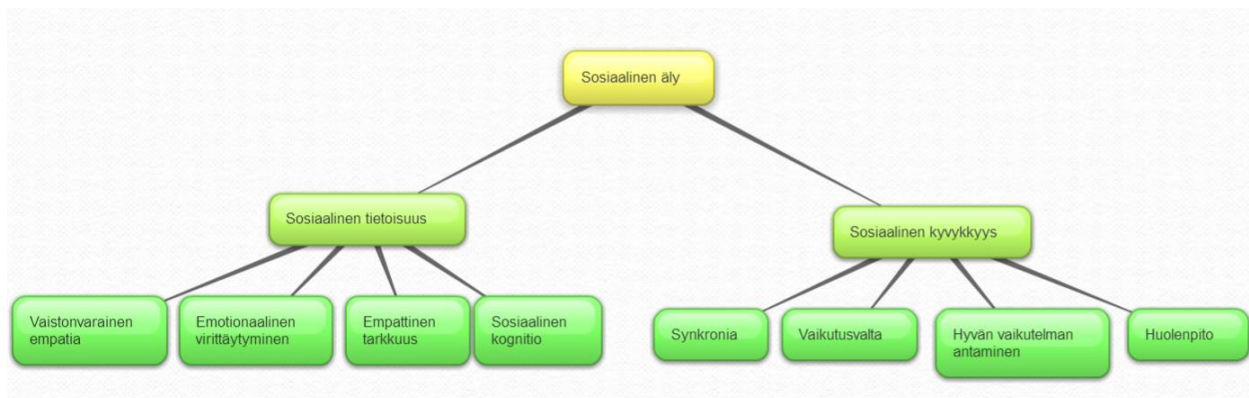 Sosiaalinen äly
Sosiaalinen tietoisuus
Sosiaalinen kyvykkyys
Vaistonvarainen
empatia
Emotionaalinen
virittäytyminen
Empattinen
tarkkuus
Sosiaalinen
kognitio
Synkronia
Vaikutusvalta
Hyvän vaikutelman
antaminen
Huolenpito